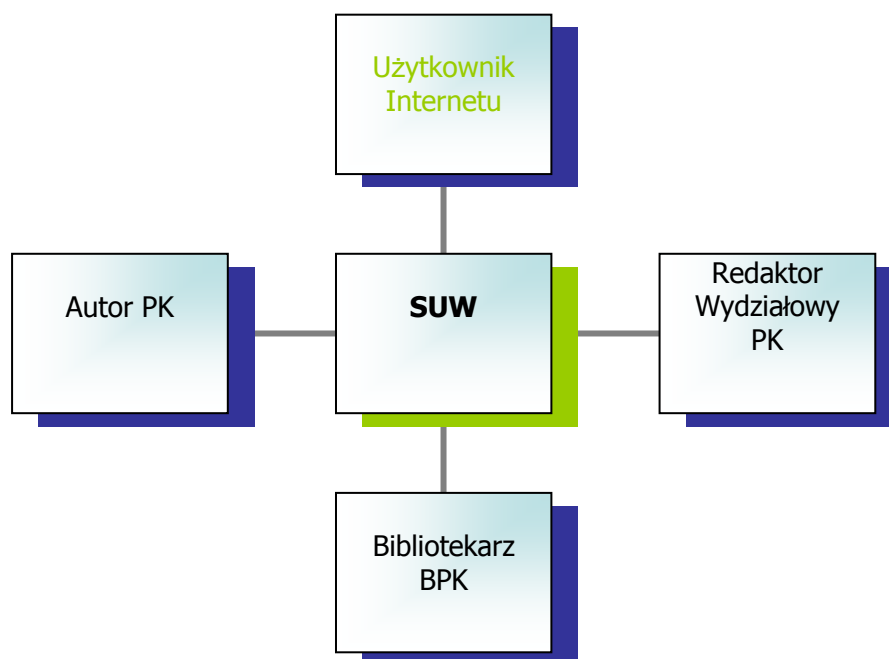 Użytkownik
Internetu
Autor PK
SUW
Redaktor
Wydziałowy
PK
Bibliotekarz
BPK